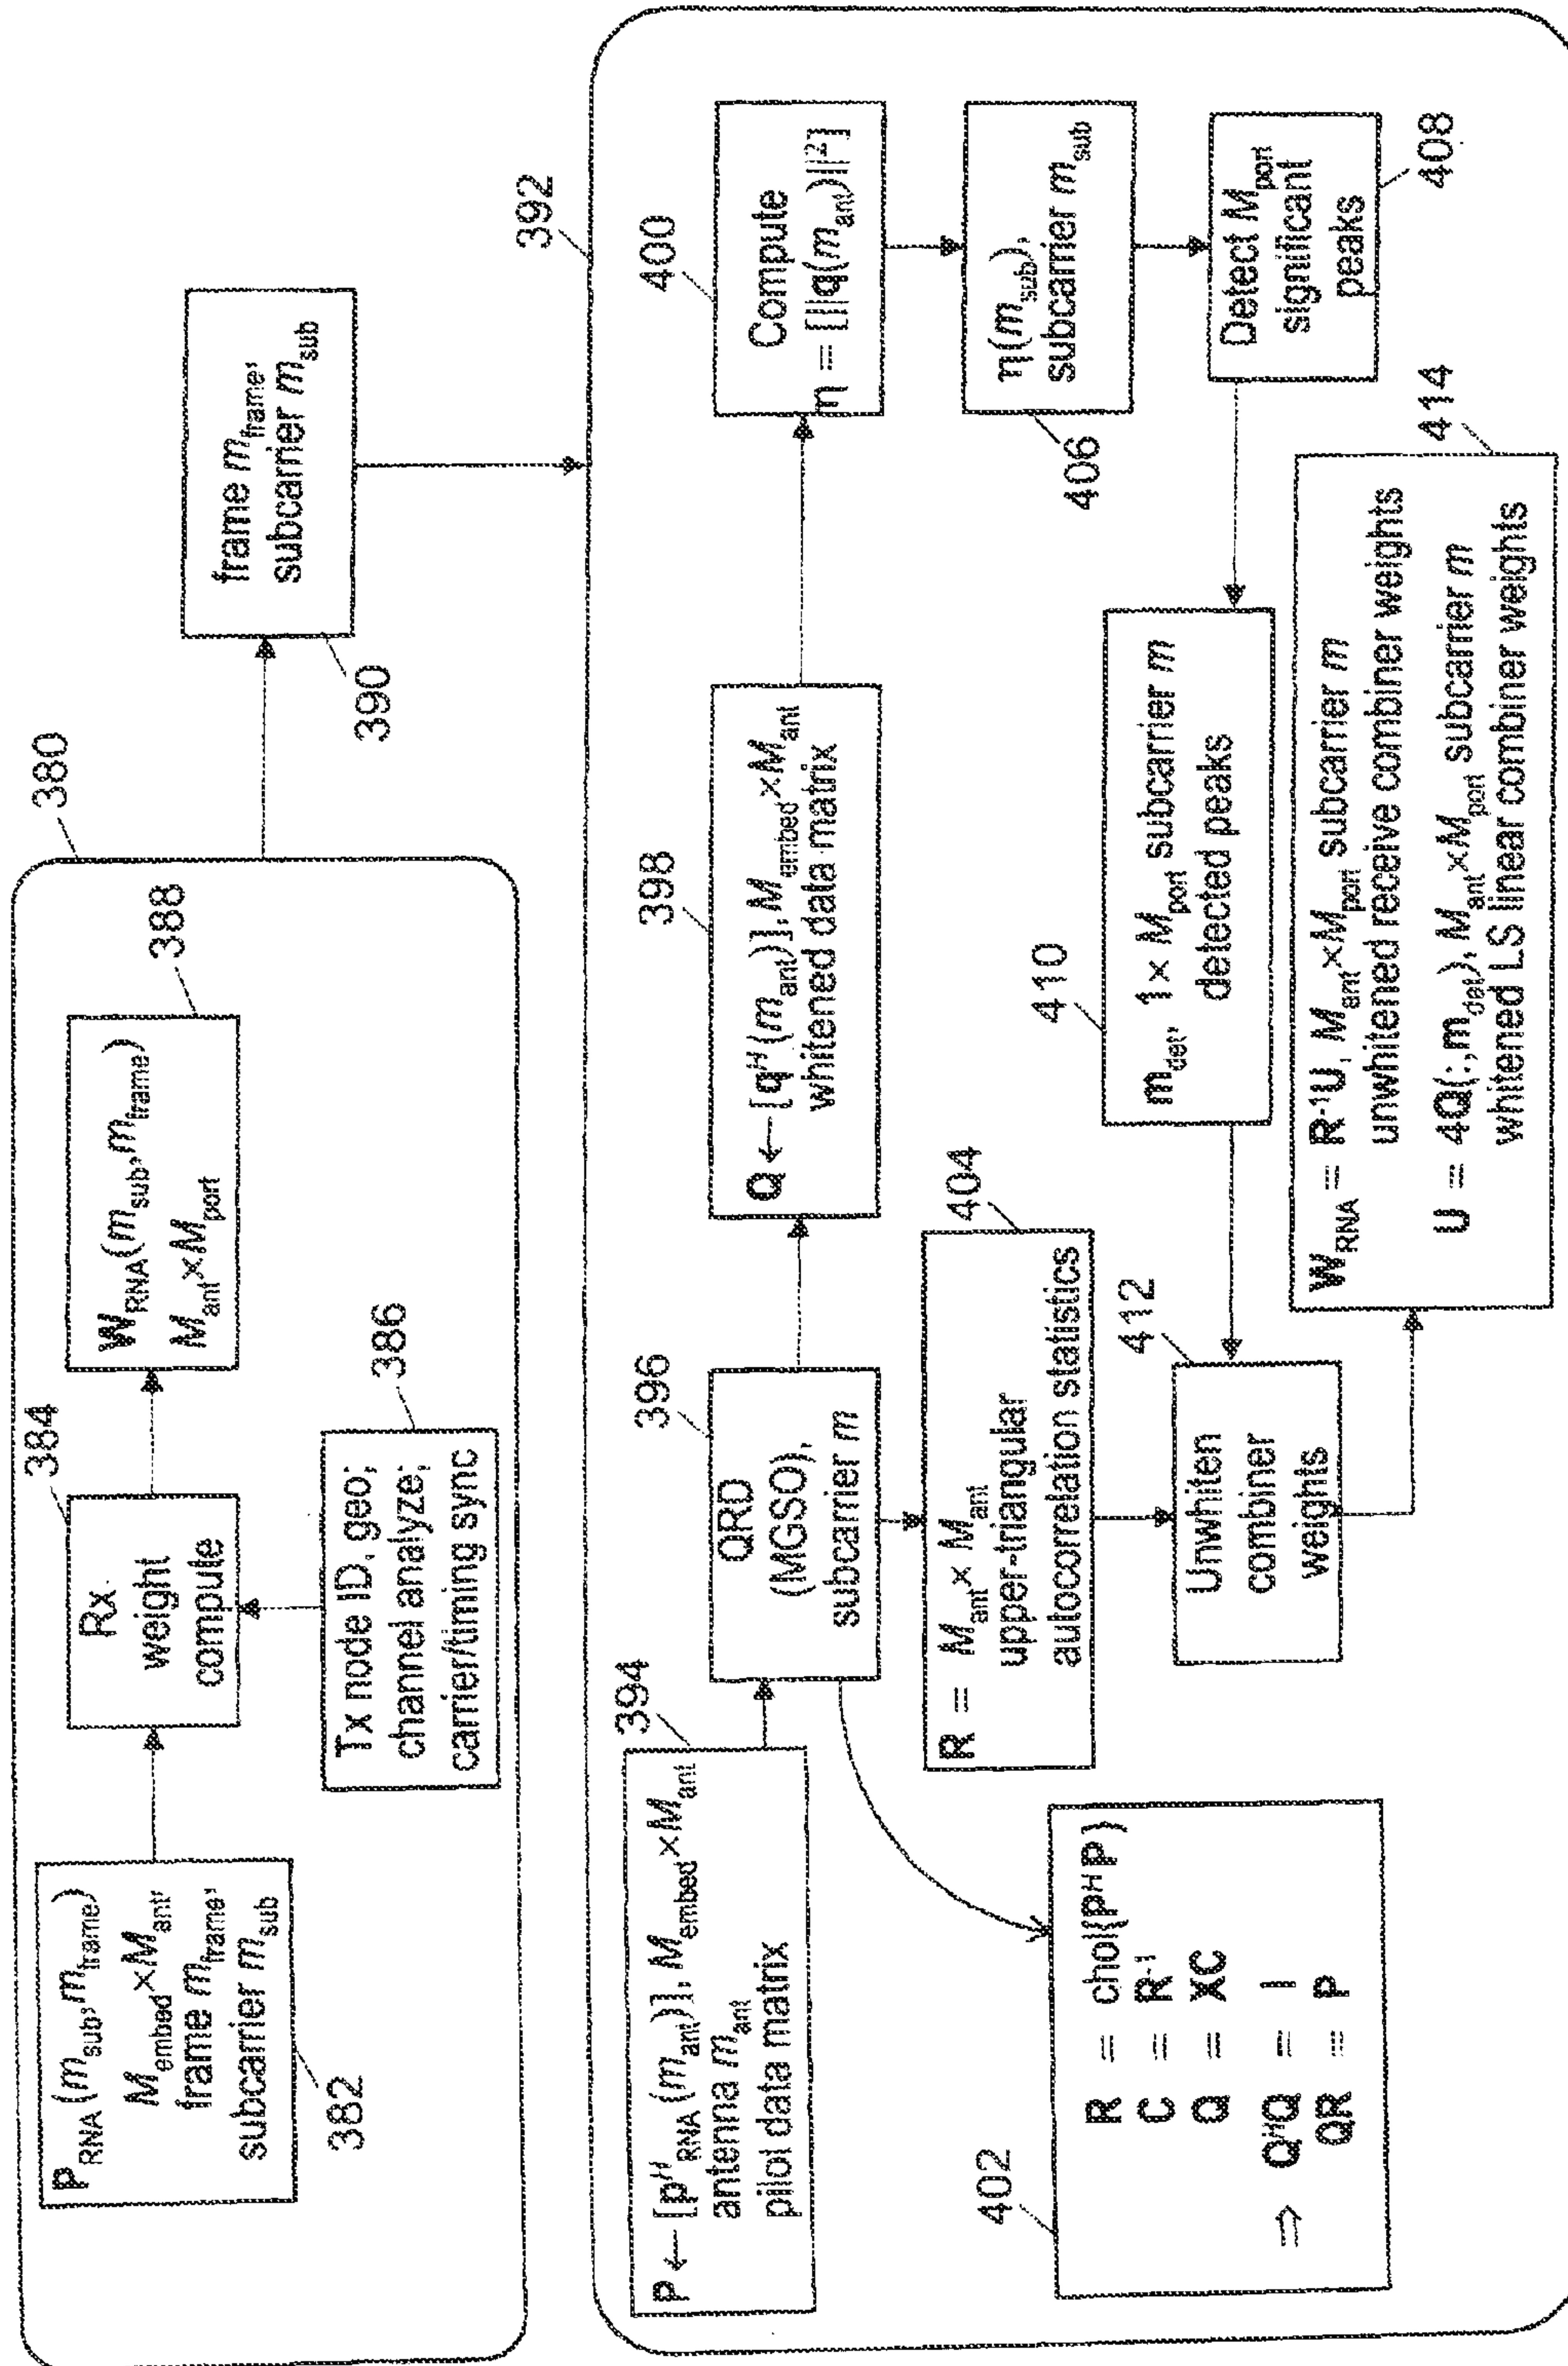 380
P_RNA(m_sub, m_frame)
M_embed×M_ant,
frame m_frame,
subcarrier m_sub
382
384
Rx
weight
compute
W_RNA(m_sub, m_frame)
M_ant×M_port
388
386
Tx node ID, geo;
channel analyze;
carrier/timing sync
frame m_frame,
subcarrier m_sub
390
392
394
P ← [p^H_RNA(m_ant)], M_embed×M_ant
antenna m_ant
pilot data matrix
396
QRD
(MGSO),
subcarrier m
398
Q ← [q^H(m_ant)], M_embed×M_ant
whitened data matrix
400
Compute
η = [||q(m_ant)||²]
402
R = chol{P^H P}
C = R⁻¹
Q = XC
⇒ Q^H Q = I
QR = P
404
R = M_ant × M_ant
upper-triangular
autocorrelation statistics
η(m_sub),
subcarrier m_sub
406
Detect M_port
significant
peaks
408
410
m_det, 1 × M_port subcarrier m
detected peaks
412
Unwhiten
combiner
weights
414
W_RNA = R⁻¹U, M_ant×M_port subcarrier m
unwhitened receive combiner weights
U = 4Q(:,m_det), M_ant×M_port subcarrier m
whitened LS linear combiner weights